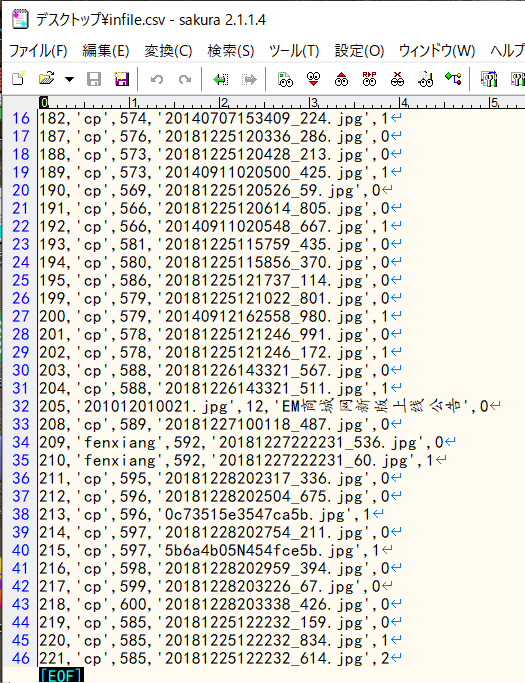 デスクトップ¥infile.csv - sakura 2.1.1.4
ファイル(F) 編集(E) 変換(C) 検索(S) ツール(T) 設定(O) ウィンドウ(W) ヘルプ
0 1 2 3 4 5
16 182,'cp',574,'20140707153409_224.jpg',1
17 187,'cp',576,'20181225120336_286.jpg',0
18 188,'cp',573,'20181225120428_213.jpg',0
19 189,'cp',573,'20140911020500_425.jpg',1
20 190,'cp',569,'20181225120526_59.jpg',0
21 191,'cp',566,'20181225120614_805.jpg',0
22 192,'cp',566,'20140911020548_667.jpg',1
23 193,'cp',581,'20181225115759_435.jpg',0
24 194,'cp',580,'20181225115856_370.jpg',0
25 195,'cp',586,'20181225121737_114.jpg',0
26 199,'cp',579,'20181225121022_801.jpg',0
27 200,'cp',579,'20140912162558_980.jpg',1
28 201,'cp',578,'20181225121246_991.jpg',0
29 202,'cp',578,'20181225121246_172.jpg',1
30 203,'cp',588,'20181226143321_567.jpg',0
31 204,'cp',588,'20181226143321_511.jpg',1
32 205,'201012010021.jpg',12,'EM商城网新版上线公告',0
33 208,'cp',589,'20181227100118_487.jpg',0
34 209,'fenxiang',592,'20181227222231_536.jpg',0
35 210,'fenxiang',592,'20181227222231_60.jpg',1
36 211,'cp',595,'20181228202317_336.jpg',0
37 212,'cp',596,'20181228202504_675.jpg',0
38 213,'cp',596,'0c73515e3547ca5b.jpg',1
39 214,'cp',597,'20181228202754_211.jpg',0
40 215,'cp',597,'5b6a4b05N454fce5b.jpg',1
41 216,'cp',598,'20181228202959_394.jpg',0
42 217,'cp',599,'20181228203226_67.jpg',0
43 218,'cp',600,'20181228203338_426.jpg',0
44 219,'cp',585,'20181225122232_159.jpg',0
45 220,'cp',585,'20181225122232_834.jpg',1
46 221,'cp',585,'20181225122232_614.jpg',2
[EOF]